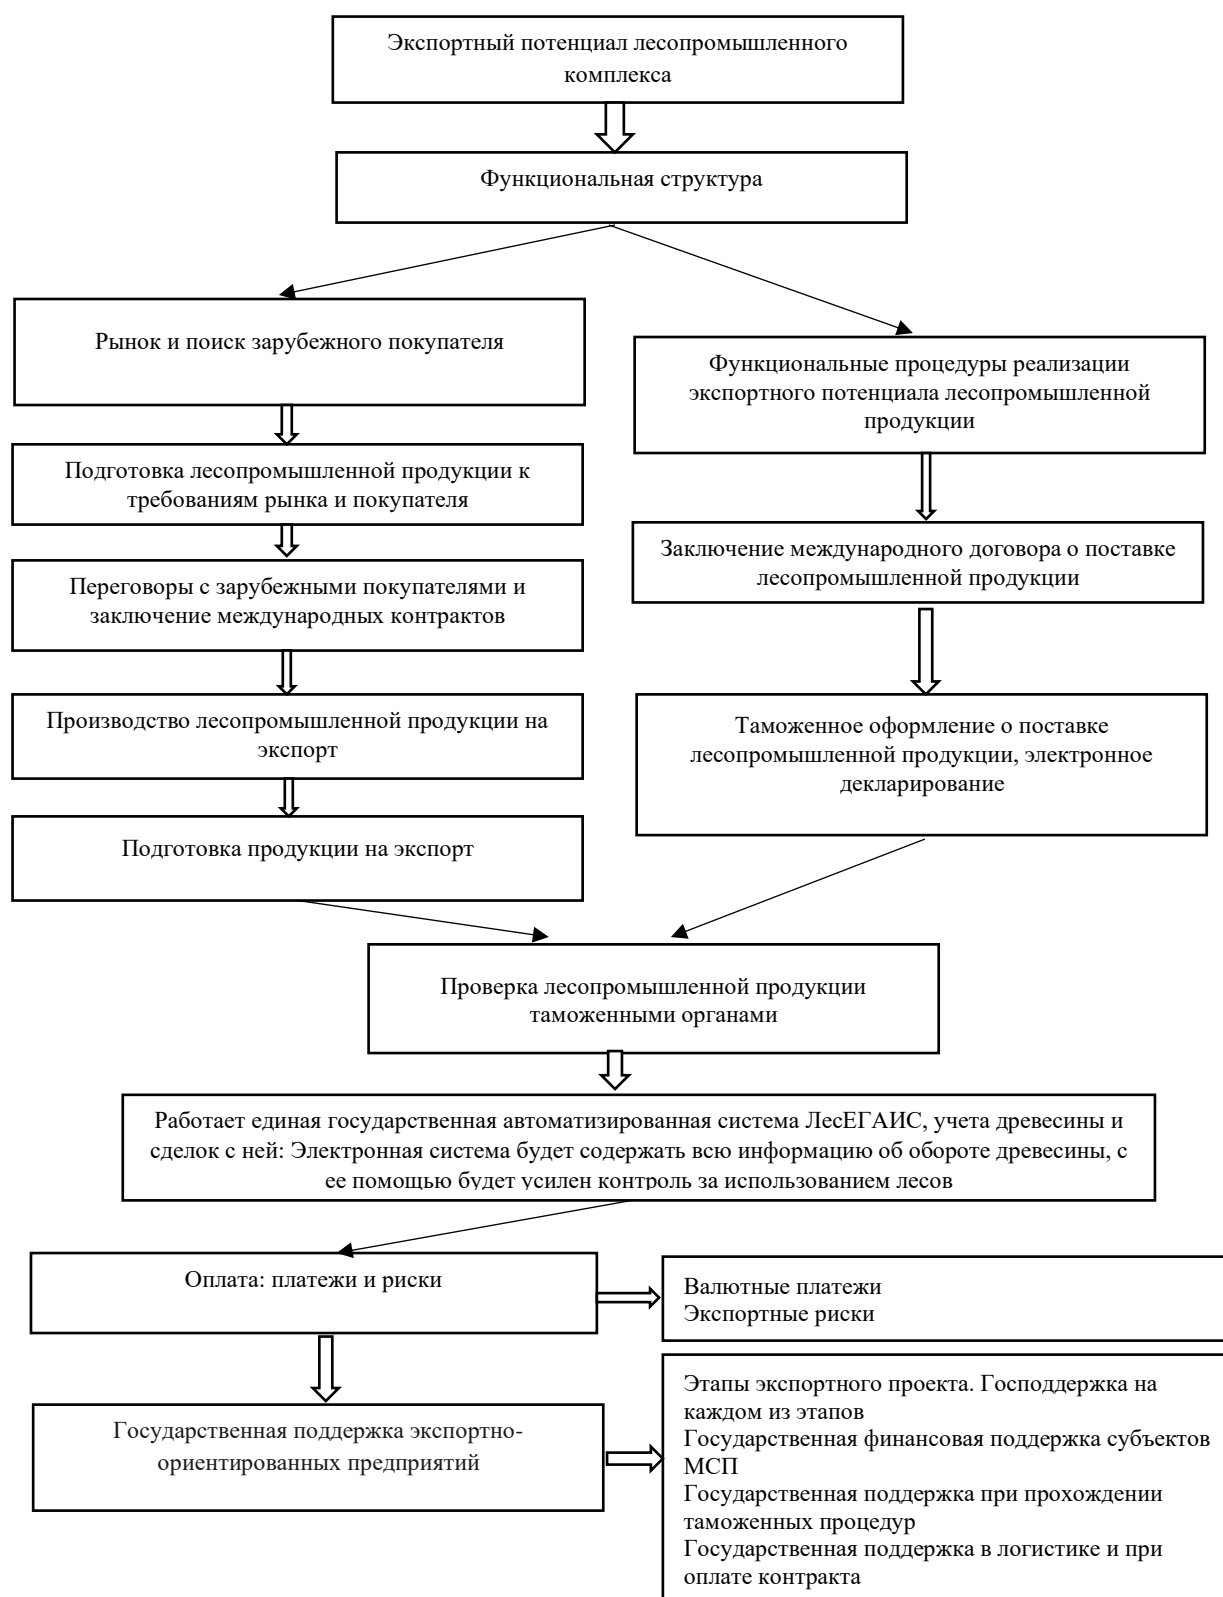 Экспортный потенциал лесопромышленного
комплекса
Функциональная структура
Рынок и поиск зарубежного покупателя
Подготовка лесопромышленной продукции к
требованиям рынка и покупателя
Переговоры с зарубежными покупателями и
заключение международных контрактов
Производство лесопромышленной продукции на
экспорт
Подготовка продукции на экспорт
Функциональные процедуры реализации
экспортного потенциала лесопромышленной
продукции
Заключение международного договора о поставке
лесопромышленной продукции
Таможенное оформление о поставке
лесопромышленной продукции, электронное
декларирование
Проверка лесопромышленной продукции
таможенными органами
Работает единая государственная автоматизированная система ЛесЕГАИС, учета древесины и
сделок с ней: Электронная система будет содержать всю информацию об обороте древесины, с
ее помощью будет усилен контроль за использованием лесов
Оплата: платежи и риски
Валютные платежи
Экспортные риски
Государственная поддержка экспортно-
ориентированных предприятий
Этапы экспортного проекта. Господдержка на
каждом из этапов
Государственная финансовая поддержка субъектов
МСП
Государственная поддержка при прохождении
таможенных процедур
Государственная поддержка в логистике и при
оплате контракта